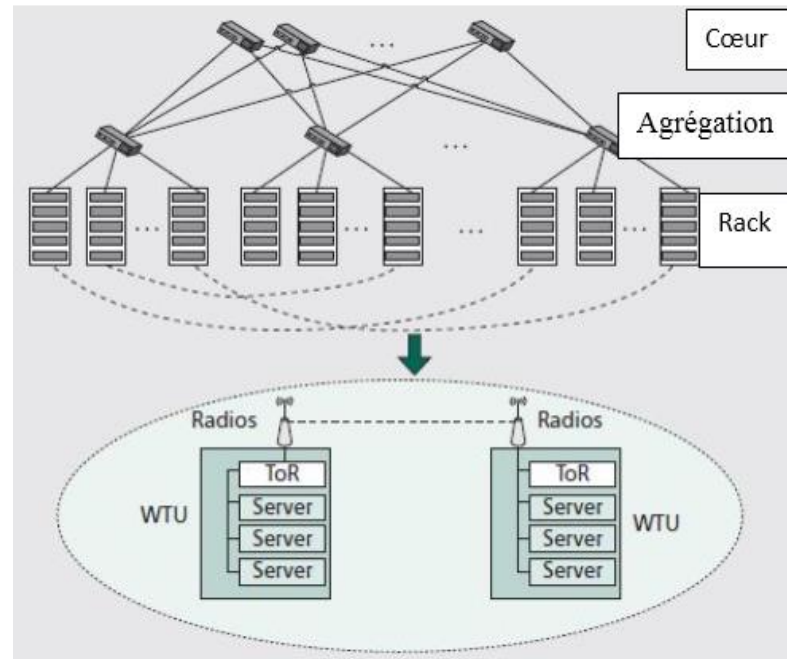 Cœur
Agrégation
Rack
Radios
Radios
ToR
ToR
Server
Server
WTU
WTU
Server
Server
Server
Server